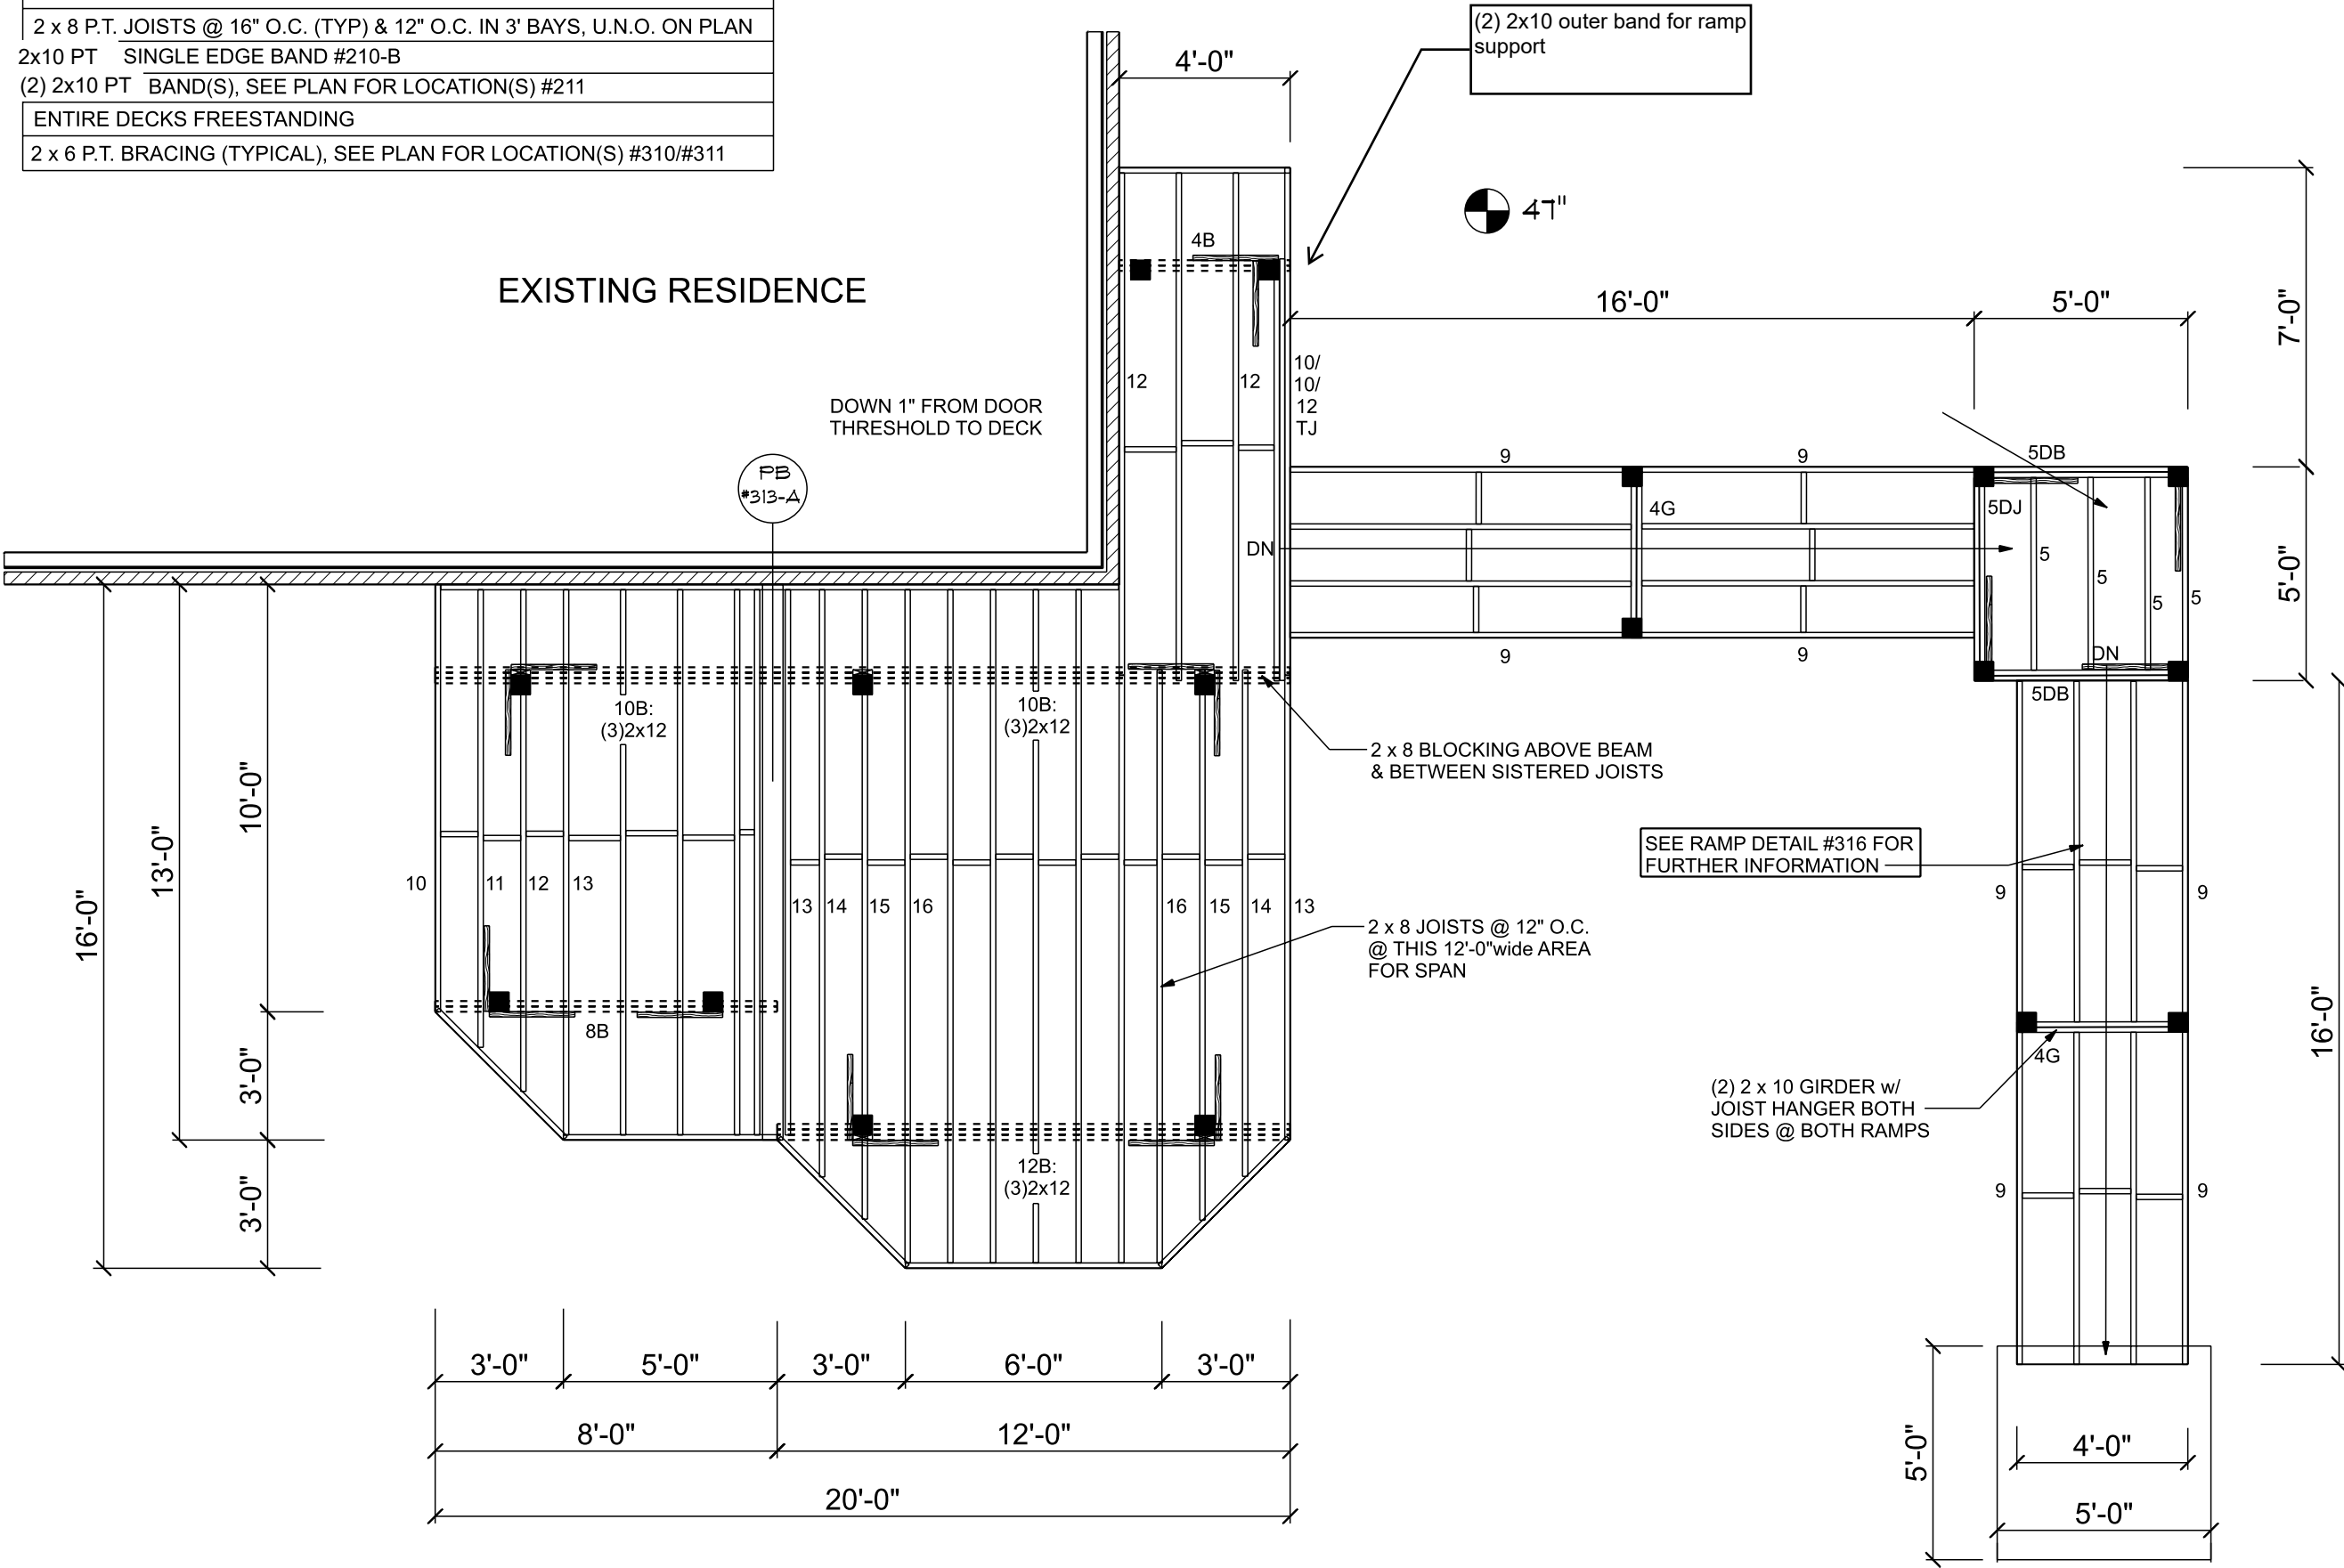 2 x 8 P.T. JOISTS @ 16" O.C. (TYP) & 12" O.C. IN 3' BAYS, U.N.O. ON PLAN
2x10 PT SINGLE EDGE BAND #210-B
(2) 2x10 PT BAND(S), SEE PLAN FOR LOCATION(S) #211
ENTIRE DECKS FREESTANDING
2 x 6 P.T. BRACING (TYPICAL), SEE PLAN FOR LOCATION(S) #310/#311
(2) 2x10 outer band for ramp
support
4'-0"
41"
4B
EXISTING RESIDENCE
16'-0"
5'-0"
7'-0"
12
12
10/
10/
12
TJ
DOWN 1" FROM DOOR
THRESHOLD TO DECK
PB
#313-A
9
9
5DB
4G
5DJ
DN
5
5
5
5
5'-0"
9
9
DN
5DB
10B:
(3)2x12
10B:
(3)2x12
2 x 8 BLOCKING ABOVE BEAM
& BETWEEN SISTERED JOISTS
16'-0"
13'-0"
10'-0"
SEE RAMP DETAIL #316 FOR
FURTHER INFORMATION
10
11
12
13
13
14
15
16
16
15
14
13
9
9
2 x 8 JOISTS @ 12" O.C.
@ THIS 12'-0"wide AREA
FOR SPAN
8B
3'-0"
16'-0"
4G
(2) 2 x 10 GIRDER w/
JOIST HANGER BOTH
SIDES @ BOTH RAMPS
12B:
(3)2x12
3'-0"
9
9
3'-0"
5'-0"
3'-0"
6'-0"
3'-0"
8'-0"
12'-0"
20'-0"
5'-0"
4'-0"
5'-0"